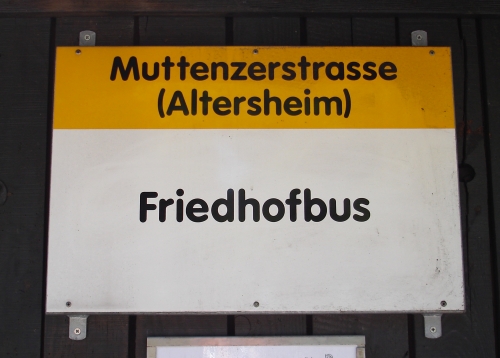 Muttenzerstrasse
(Altersheim)
Friedhofbus